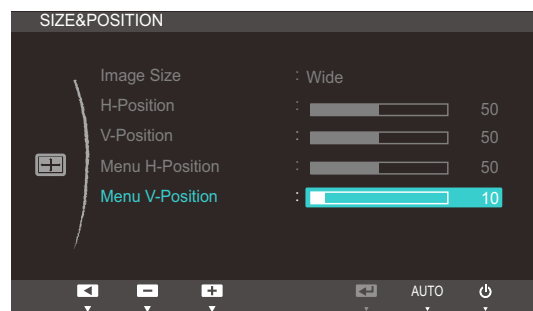 SIZE&POSITION
Image Size : Wide
H-Position : 50
V-Position : 50
Menu H-Position : 50
Menu V-Position : 10
AUTO